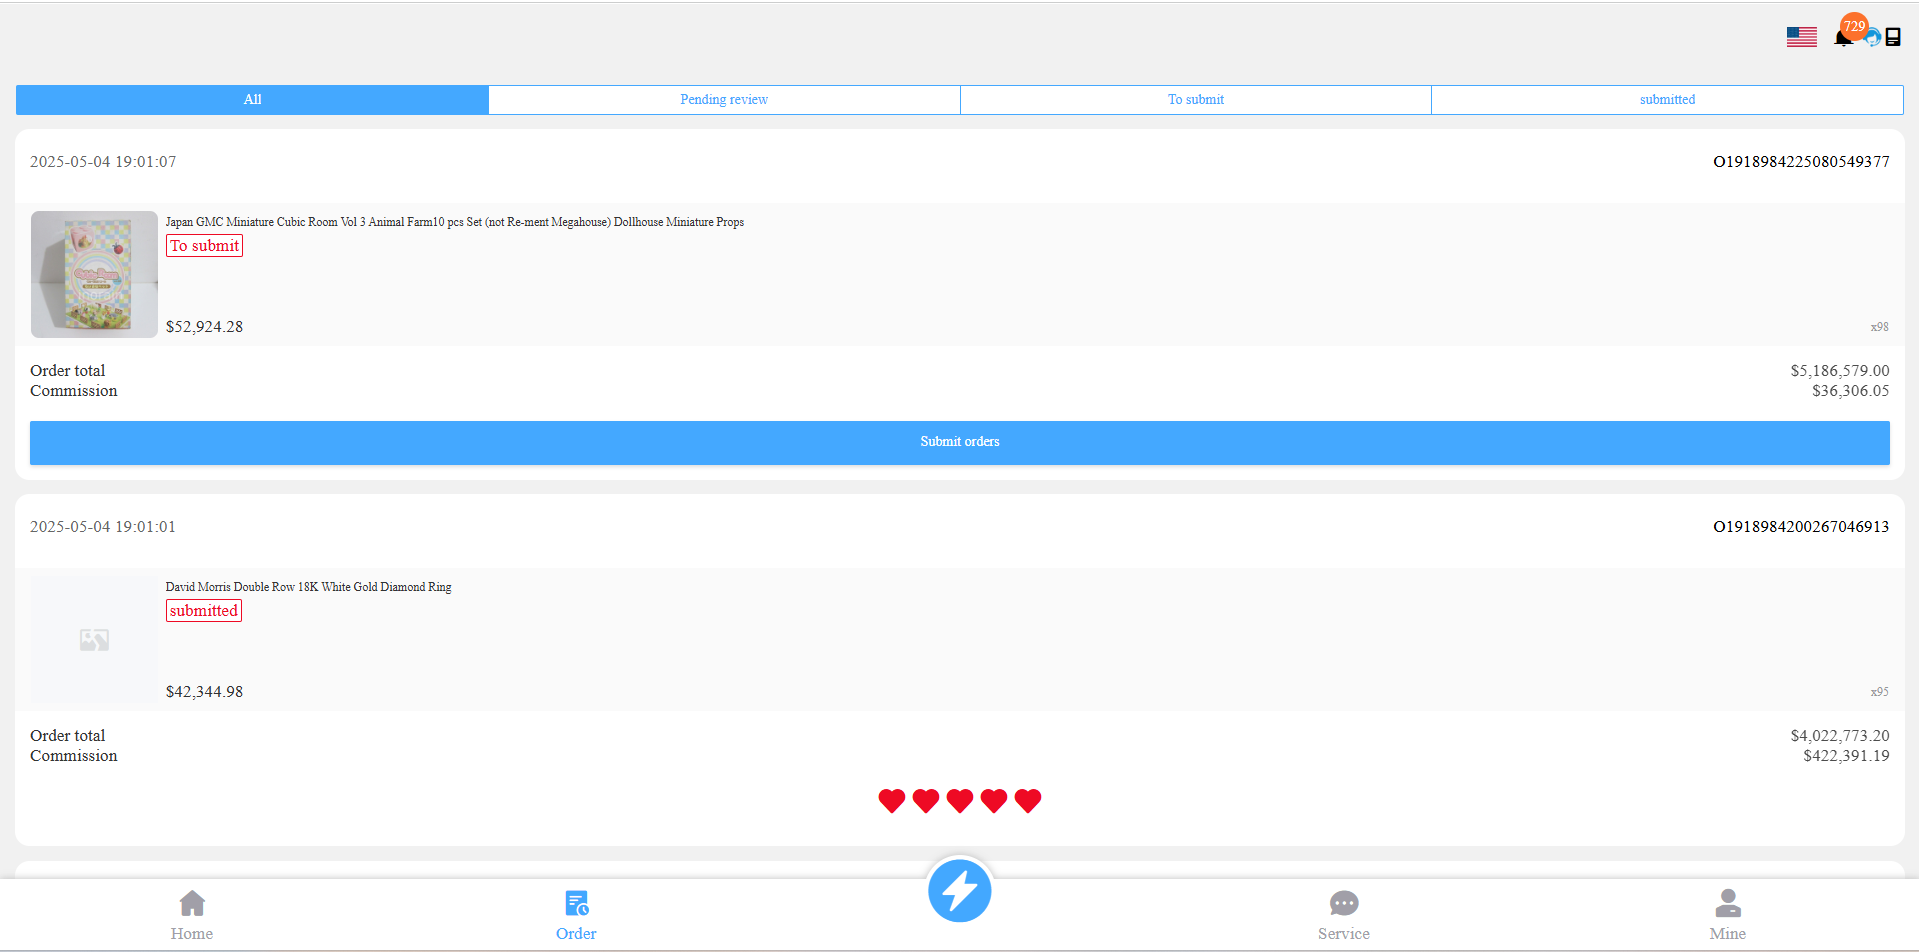 729
All
Pending review
To submit
submitted
2025-05-04 19:01:07
O1918984225080549377
Japan GMC Miniature Cubic Room Vol 3 Animal Farm10 pcs Set (not Re-ment Megahouse) Dollhouse Miniature Props
To submit
$52,924.28
x98
Order total
$5,186,579.00
Commission
$36,306.05
Submit orders
2025-05-04 19:01:01
O1918984200267046913
David Morris Double Row 18K White Gold Diamond Ring
submitted
$42,344.98
x95
Order total
$4,022,773.20
Commission
$422,391.19
Home
Order
Service
Mine